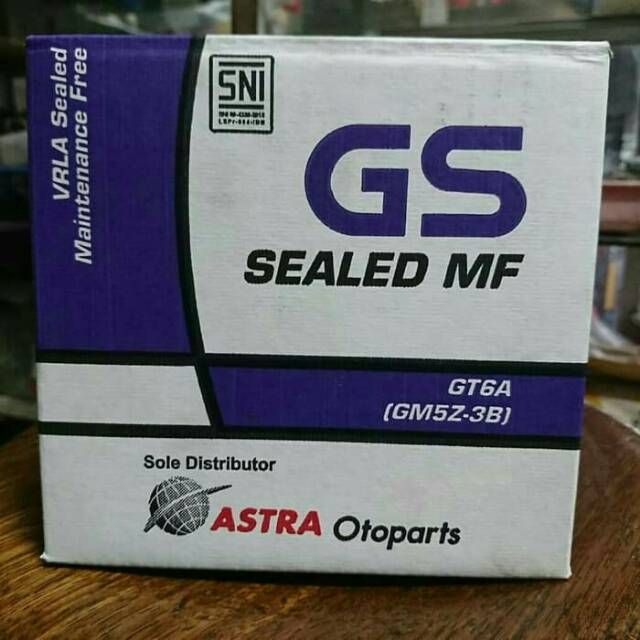 VRLA Sealed
Maintenance Free
SNI
GS
SEALED MF
GT6A
(GM5Z-3B)
Sole Distributor
ASTRA Otoparts